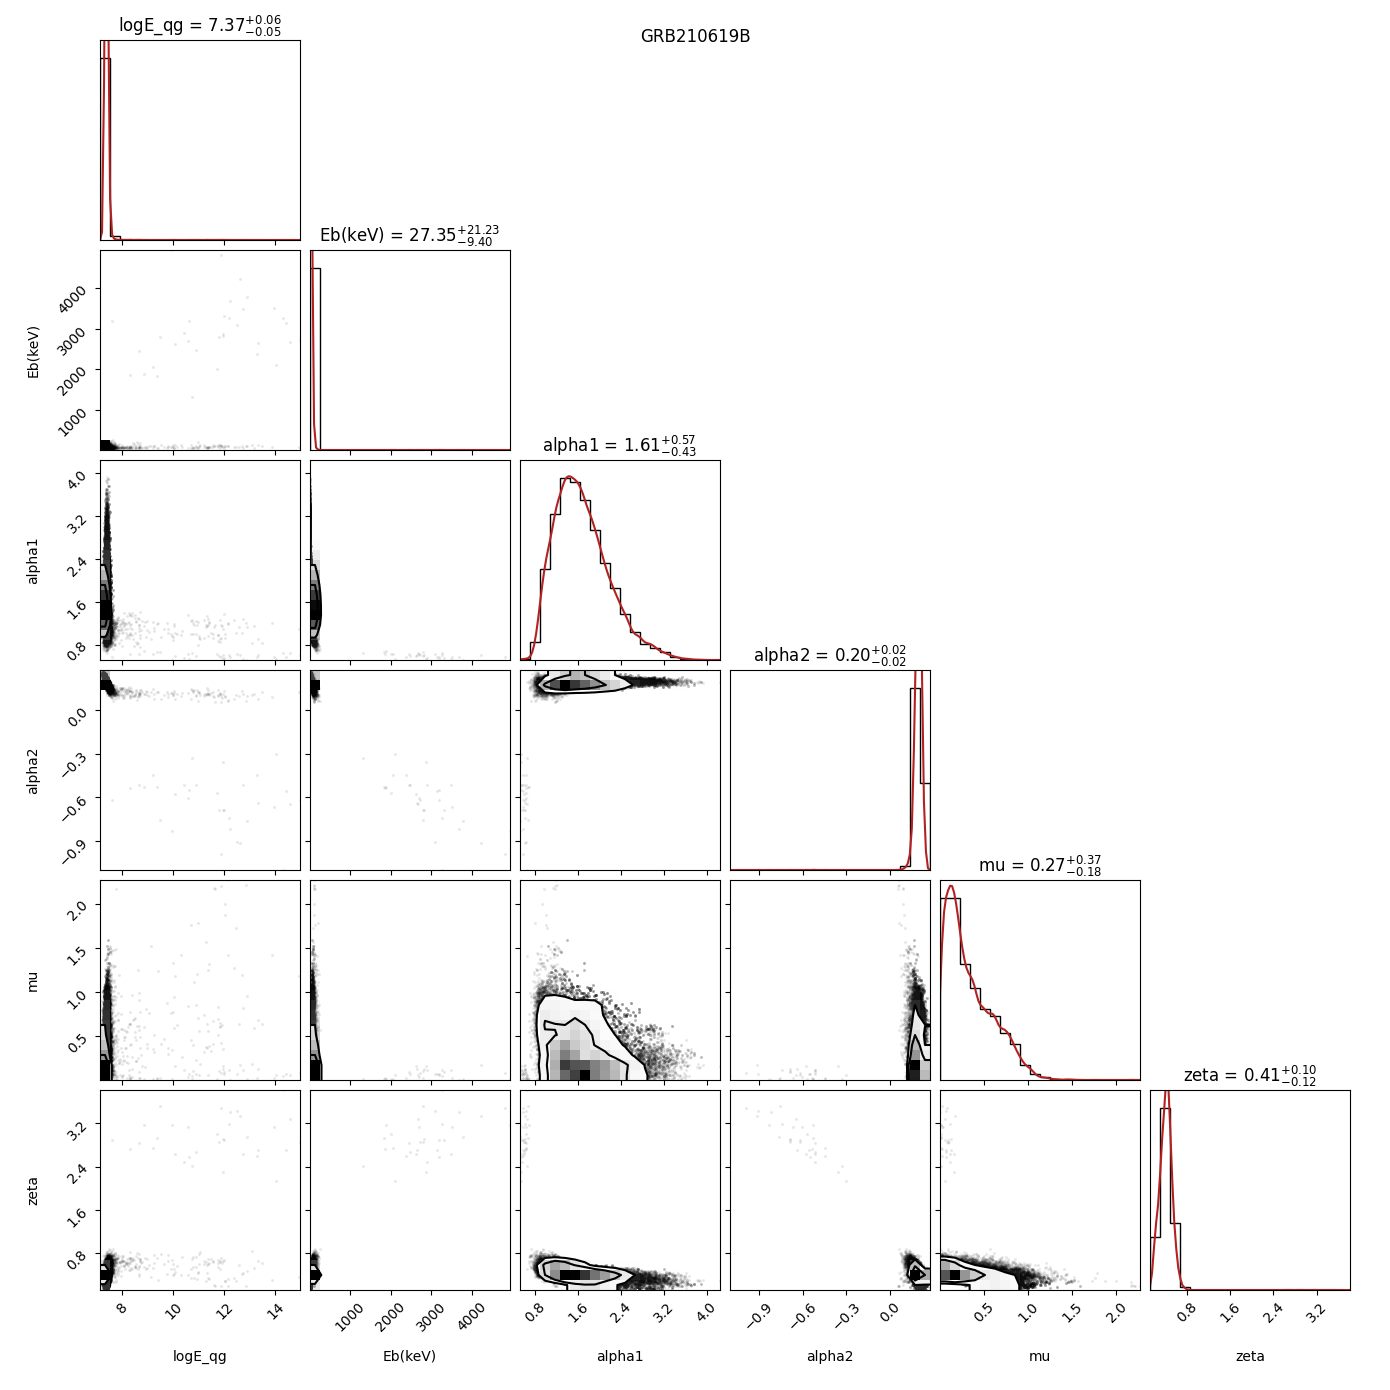 GRB210619B
logE_qg = 7.37+0.06−0.05
Eb(keV) = 27.35+21.23−9.40
Eb(keV)
4000
3000
2000
1000
alpha1 = 1.61+0.57−0.43
alpha1
4.0
3.2
2.4
1.6
0.8
alpha2 = 0.20+0.02−0.02
alpha2
0.0
−0.3
−0.6
−0.9
mu = 0.27+0.37−0.18
mu
2.0
1.5
1.0
0.5
zeta = 0.41+0.10−0.12
zeta
3.2
2.4
1.6
0.8
8 10 12 14
1000 2000 3000 4000
0.8 1.6 2.4 3.2 4.0
−0.9 −0.6 −0.3 0.0
0.5 1.0 1.5 2.0
0.8 1.6 2.4 3.2
logE_qg
Eb(keV)
alpha1
alpha2
mu
zeta